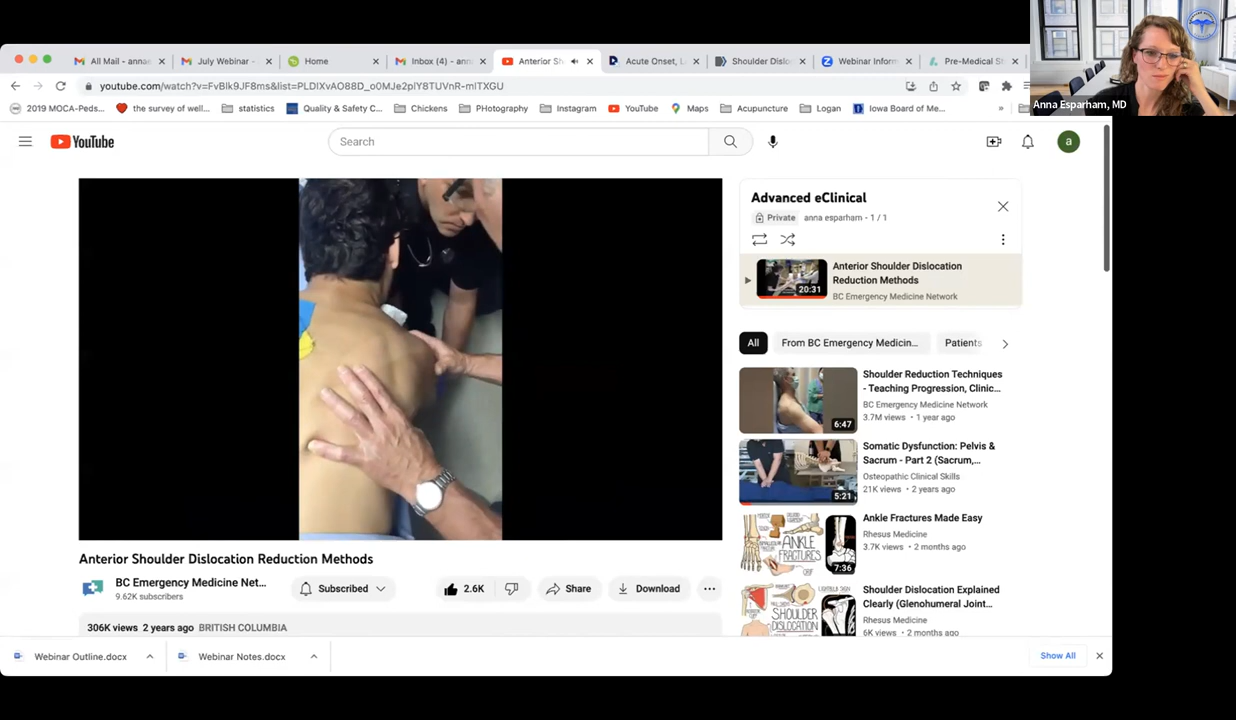 Anna Esparham, MD
All Mail - annae
July Webinar -
Home
Inbox (4) - anna
Anterior Sh
Acute Onset, L
Shoulder Dislo
Webinar Inform
Pre-Medical St
youtube.com/watch?v=FvBlk9JF8ms&list=PLDIXvAO88D_o0MJe2plY8TUVnR-mlTXGU
2019 MOCA-Peds...
the survey of well...
statistics
Quality & Safety C...
Chickens
PHotography
Instagram
YouTube
Maps
Acupuncture
Logan
Iowa Board of Me...
»
YouTube
Search
a
Advanced eClinical
Private anna esparham - 1 / 1
Anterior Shoulder Dislocation
Reduction Methods
BC Emergency Medicine Network
20:31
All
From BC Emergency Medicin...
Patients
Shoulder Reduction Techniques
- Teaching Progression, Clinic...
BC Emergency Medicine Network
3.7M views • 1 year ago
6:47
Somatic Dysfunction: Pelvis &
Sacrum - Part 2 (Sacrum,...
Osteopathic Clinical Skills
21K views • 2 years ago
5:21
Ankle Fractures Made Easy
Rhesus Medicine
3.7K views • 2 months ago
ANKLE
FRACTURES
7:36
Shoulder Dislocation Explained
Clearly (Glenohumeral Joint...
Rhesus Medicine
6K views • 2 months ago
SHOULDER
DISLOCATION
Anterior Shoulder Dislocation Reduction Methods
BC Emergency Medicine Net...
9.62K subscribers
Subscribed
2.6K
Share
Download
306K views 2 years ago BRITISH COLUMBIA
Webinar Outline.docx
Webinar Notes.docx
Show All